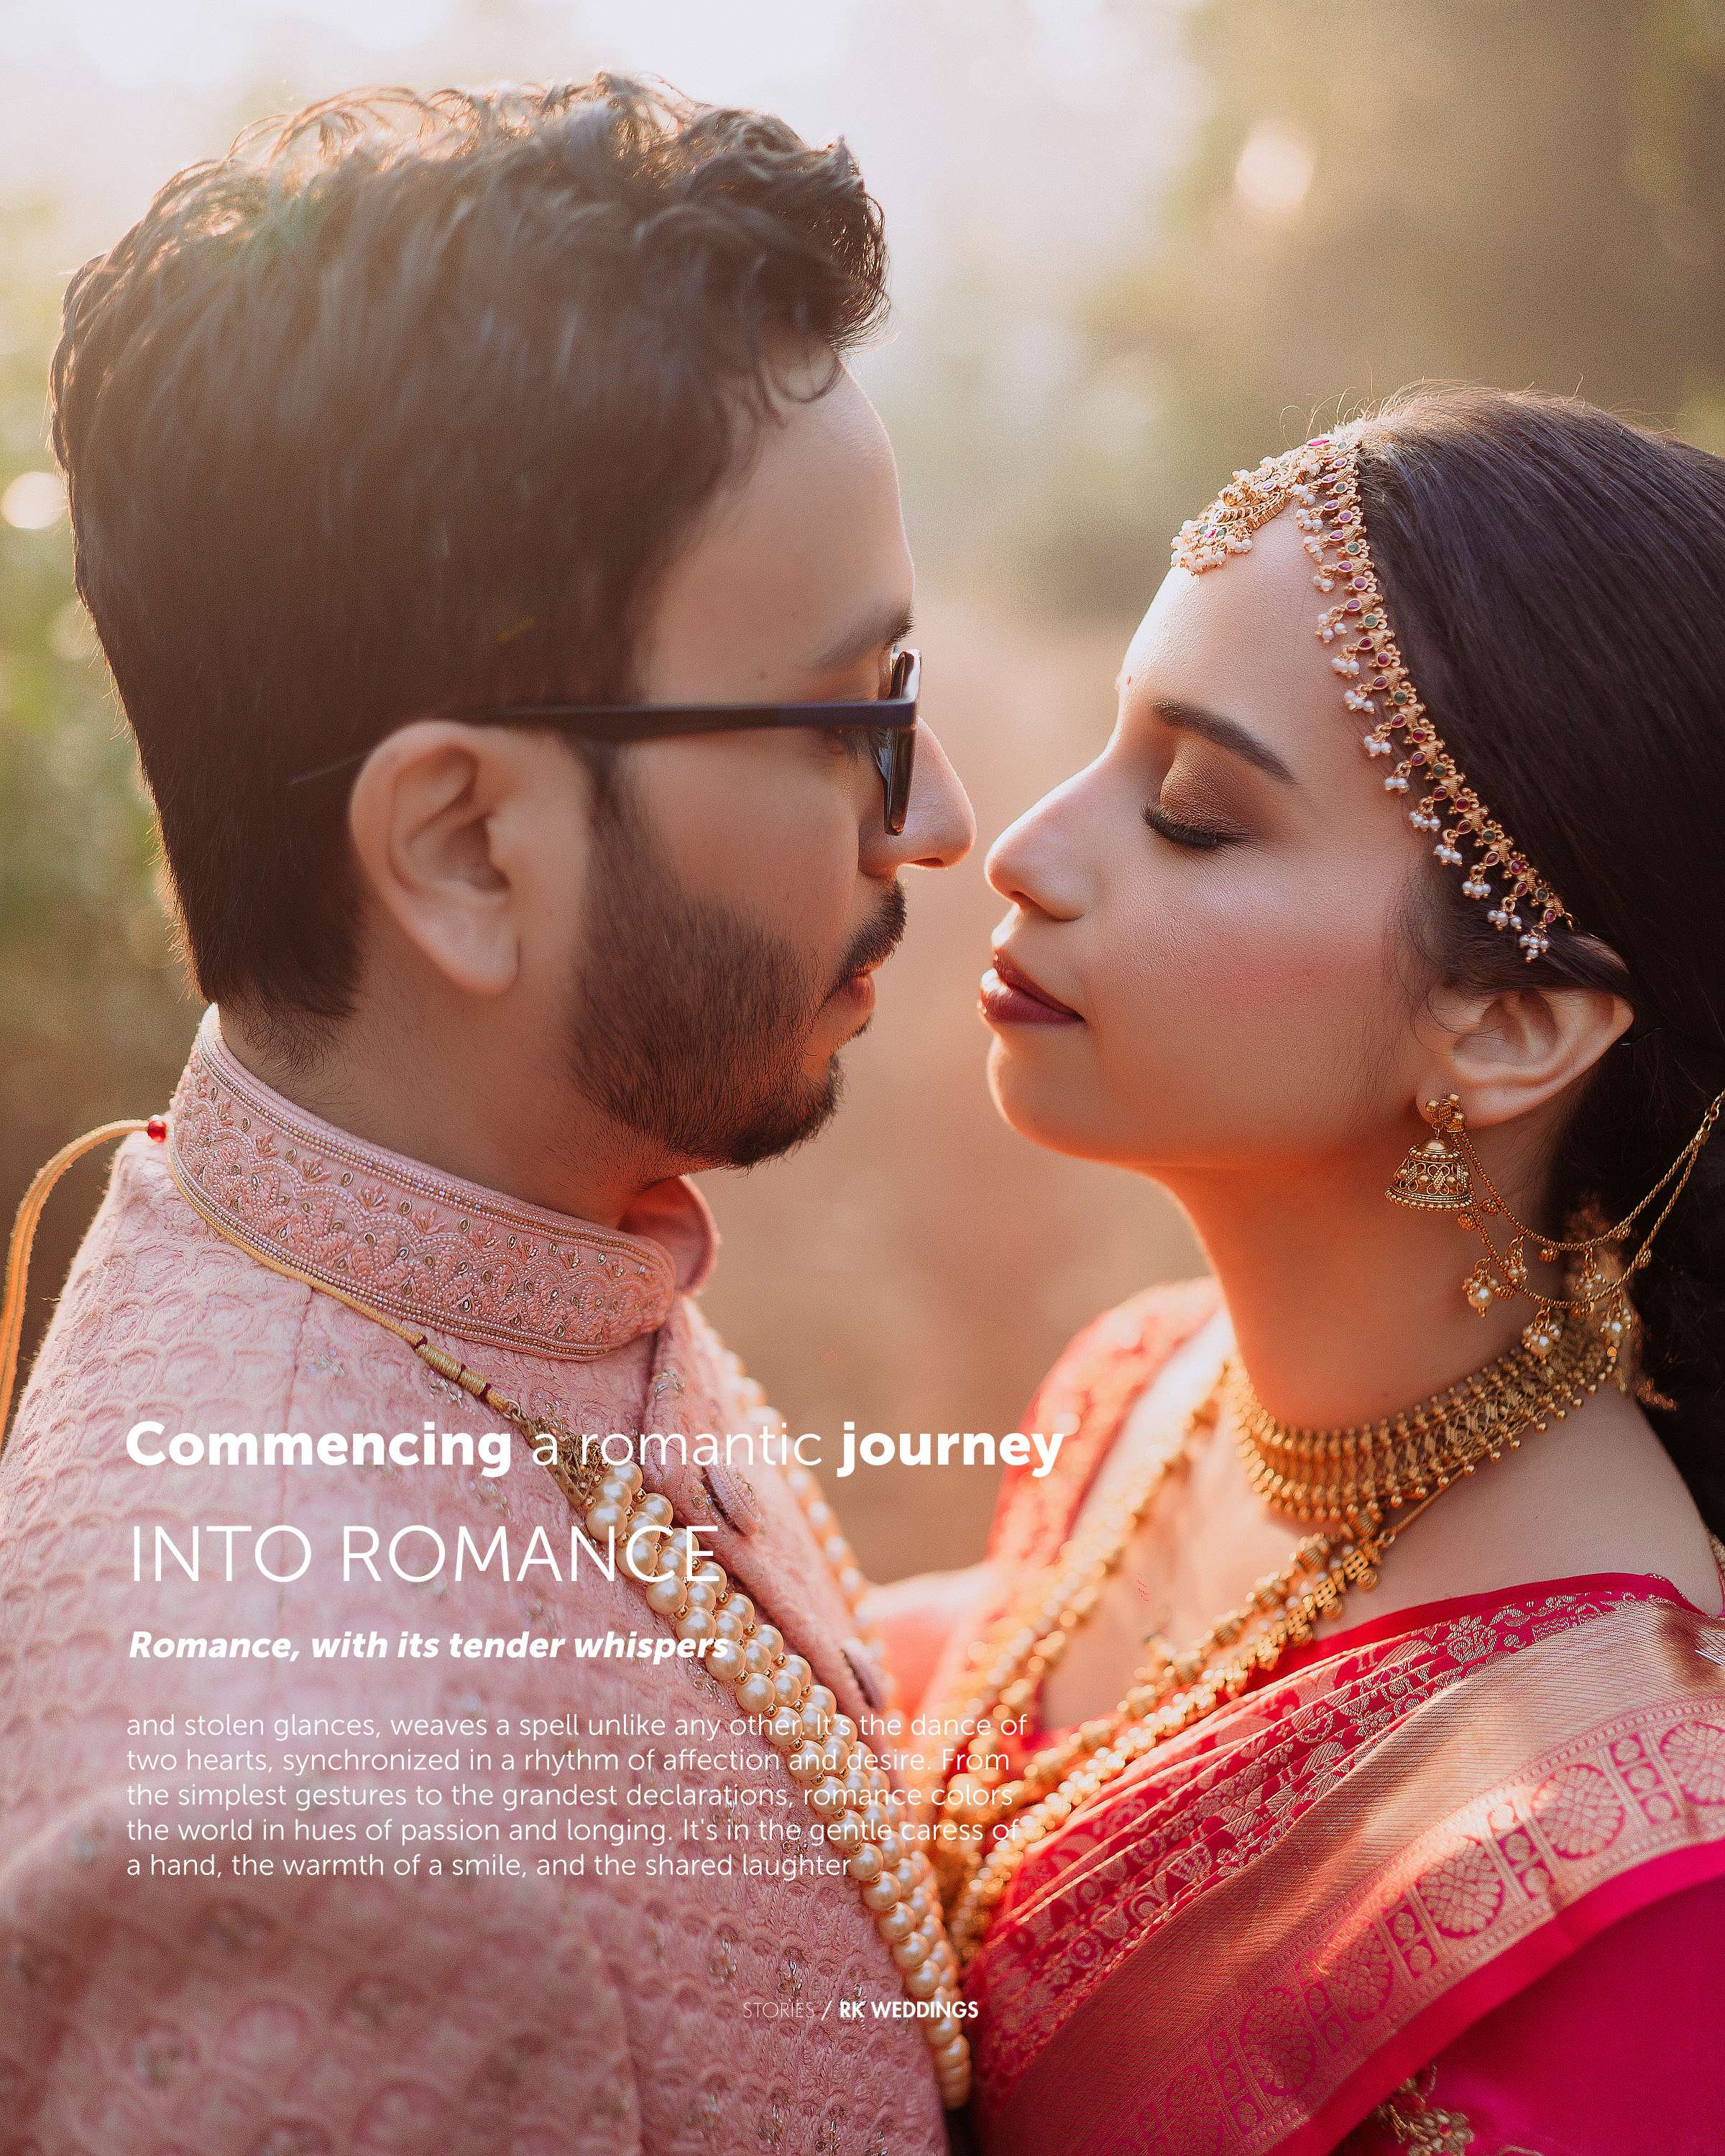 Commencing a romantic journey
INTO ROMANCE
Romance, with its tender whispers
and stolen glances, weaves a spell unlike any other. It's the dance of
two hearts, synchronized in a rhythm of affection and desire. From
the simplest gestures to the grandest declarations, romance colors
the world in hues of passion and longing. It's in the gentle caress of
a hand, the warmth of a smile, and the shared laughter
STORIES / RK WEDDINGS